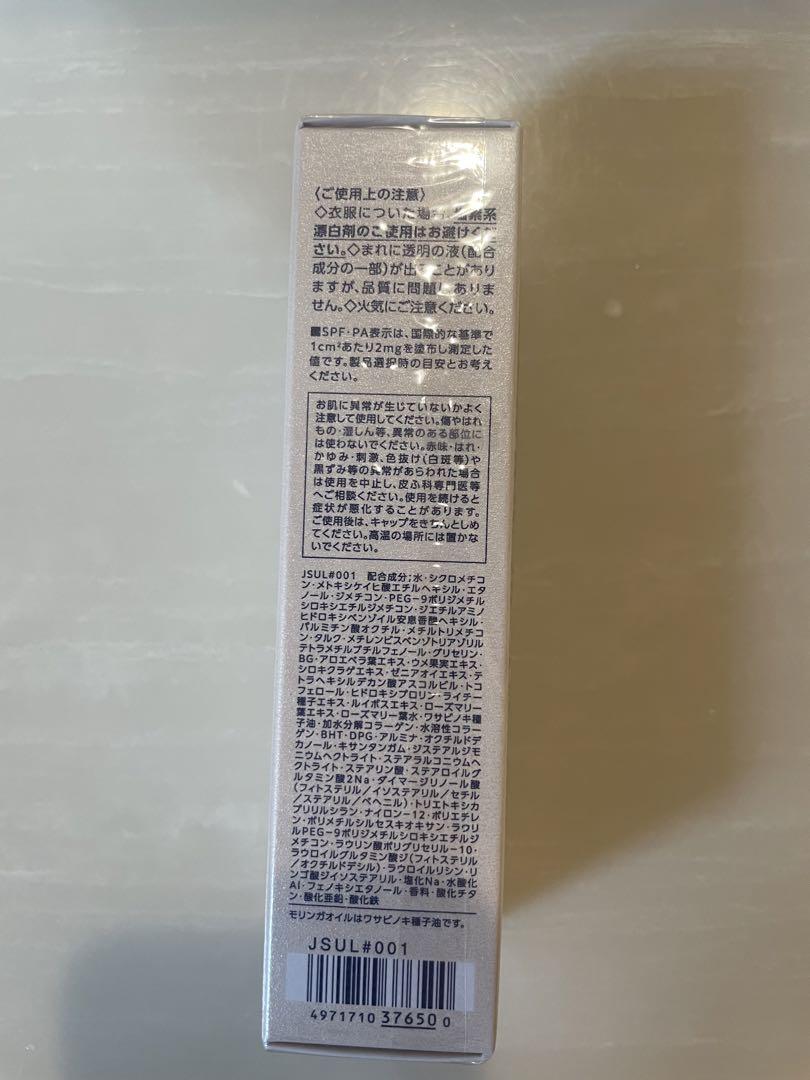 〈ご使用上の注意〉
◇衣服についた場合、塩素系
漂白剤のご使用はお避けくだ
さい。◇まれに透明の液(配合
成分の一部)が出ることがあり
ますが、品質に問題はありま
せん。◇火気にご注意ください。
■SPF・PA表示は、国際的な基準で
1cm²あたり2mgを塗布し測定した
値です。製品選択時の目安とお考え
ください。
お肌に異常が生じていないかよく
注意して使用してください。傷やはれ
もの・湿しん等、異常のある部位に
は使わないでください。赤味・はれ・
かゆみ・刺激、色抜け(白斑等)や
黒ずみ等の異常があらわれた場合
は使用を中止し、皮ふ科専門医等
へご相談ください。使用を続けると
症状が悪化することがあります。
ご使用後は、キャップをきちんとしめ
てください。高温の場所には置かな
いでください。
JSUL#001 配合成分;水・シクロメチコ
ン・メトキシケイヒ酸エチルヘキシル・エタ
ノール・ジメチコン・PEG-9ポリジメチル
シロキシエチルジメチコン・ジエチルアミノ
ヒドロキシベンゾイル安息香酸ヘキシル・
パルミチン酸オクチル・メチルトリメチコ
ン・タルク・メチレンビスベンゾトリアゾリル
テトラメチルブチルフェノール・グリセリン・
BG・アロエベラ葉エキス・ウメ果実エキス・
シロキクラゲエキス・ゼニアオイエキス・テ
トラヘキシルデカン酸アスコルビル・トコ
フェロール・ヒドロキシプロリン・ライチー
種子エキス・ルイボスエキス・ローズマリー
葉エキス・ローズマリー葉水・ワサビノキ種
子油・加水分解コラーゲン・水溶性コラー
ゲン・BHT・DPG・アルミナ・オクチルドデ
カノール・キサンタンガム・ジステアルジモ
ニウムヘクトライト・ステアラルコニウムヘ
クトライト・ステアリン酸・ステアロイルグ
ルタミン酸2Na・ダイマージリノール酸
(フィトステリル/イソステアリル/セチル
/ステアリル/ベヘニル)・トリエトキシカ
プリリルシラン・ナイロン-12・ポリエチレ
ン・ポリメチルシルセスキオキサン・ラウリ
ルPEG-9ポリジメチルシロキシエチルジ
メチコン・ラウリン酸ポリグリセリル-10・
ラウロイルグルタミン酸ジ(フィトステリル
/オクチルドデシル)・ラウロイルリシン・リ
ンゴ酸ジイソステアリル・塩化Na・水酸化
Al・フェノキシエタノール・香料・酸化チタ
ン・酸化亜鉛・酸化鉄
モリンガオイルはワサビノキ種子油です。
JSUL#001
4971710 37650 0